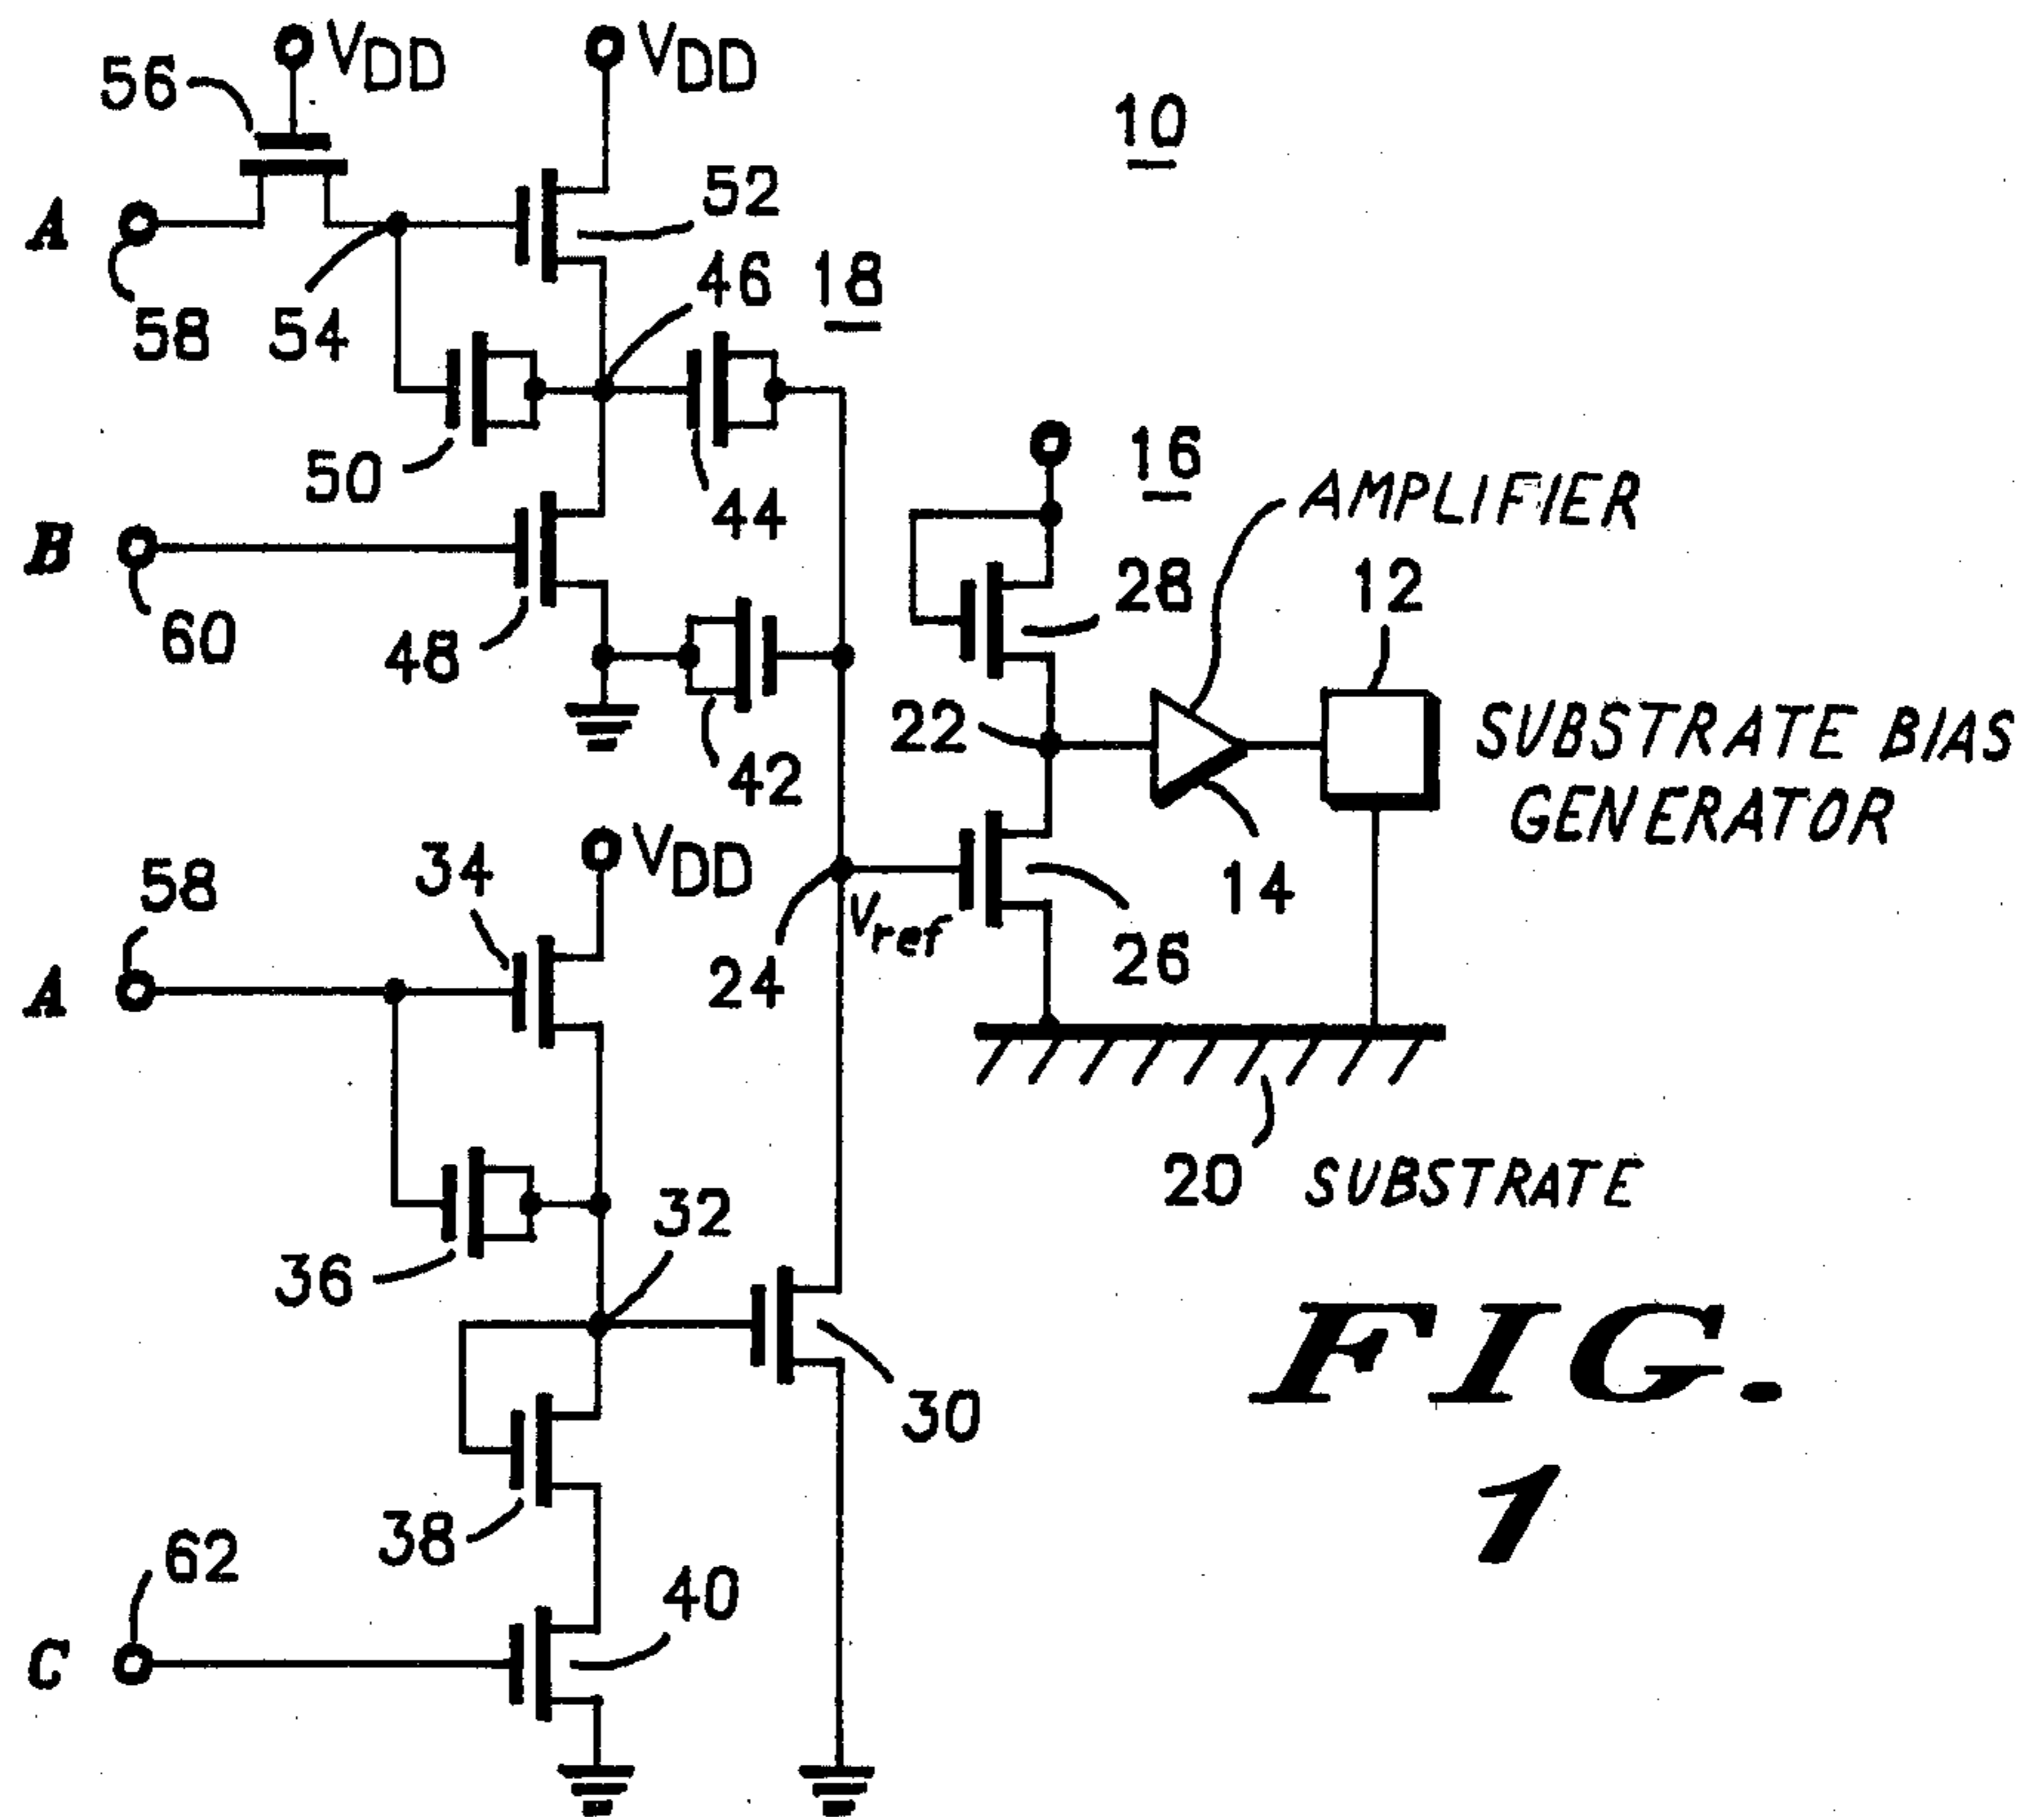 VDD
VDD
56
10
A
52
46
18
58
54
50
44
16
AMPLIFIER
B
28
12
60
48
22
SUBSTRATE BIAS
GENERATOR
42
34
VDD
58
14
Vref
26
24
A
20 SUBSTRATE
32
36
FIG.
30
1
38
62
40
C